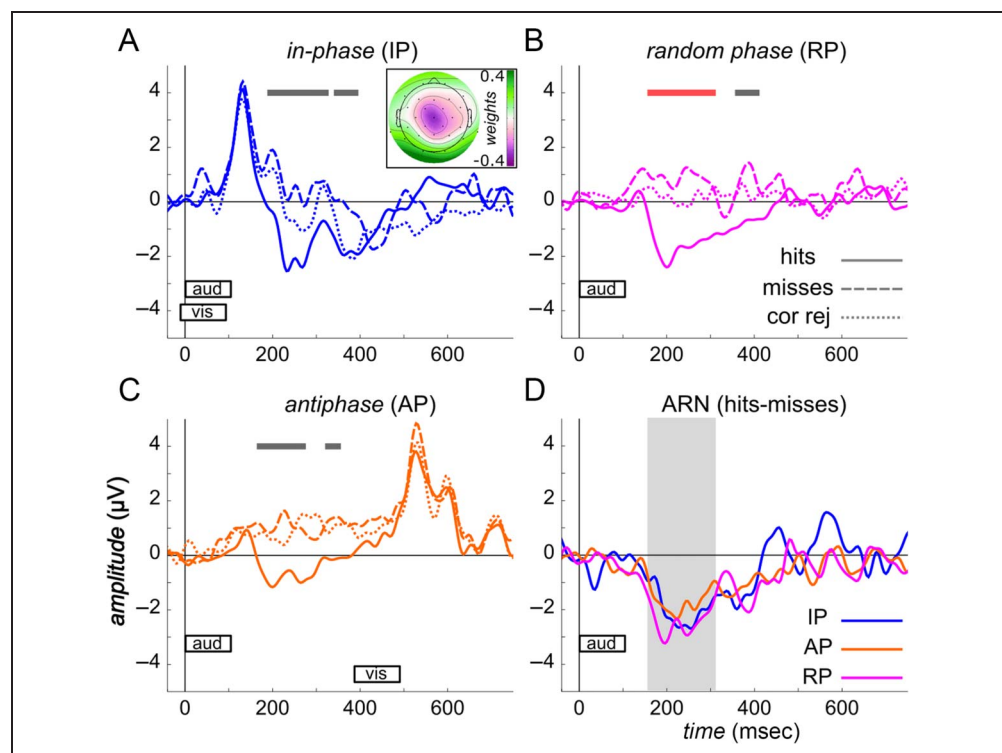 A
in-phase (IP)
0.4
weights
-0.4
4
2
0
−2
−4
aud
vis
0
200
400
600
B
random phase (RP)
4
2
0
−2
−4
hits
misses
cor rej
aud
0
200
400
600
C
antiphase (AP)
amplitude (µV)
4
2
0
−2
−4
aud
vis
0
200
400
600
D
ARN (hits-misses)
4
2
0
−2
−4
aud
IP
AP
RP
0
200
400
600
time (msec)